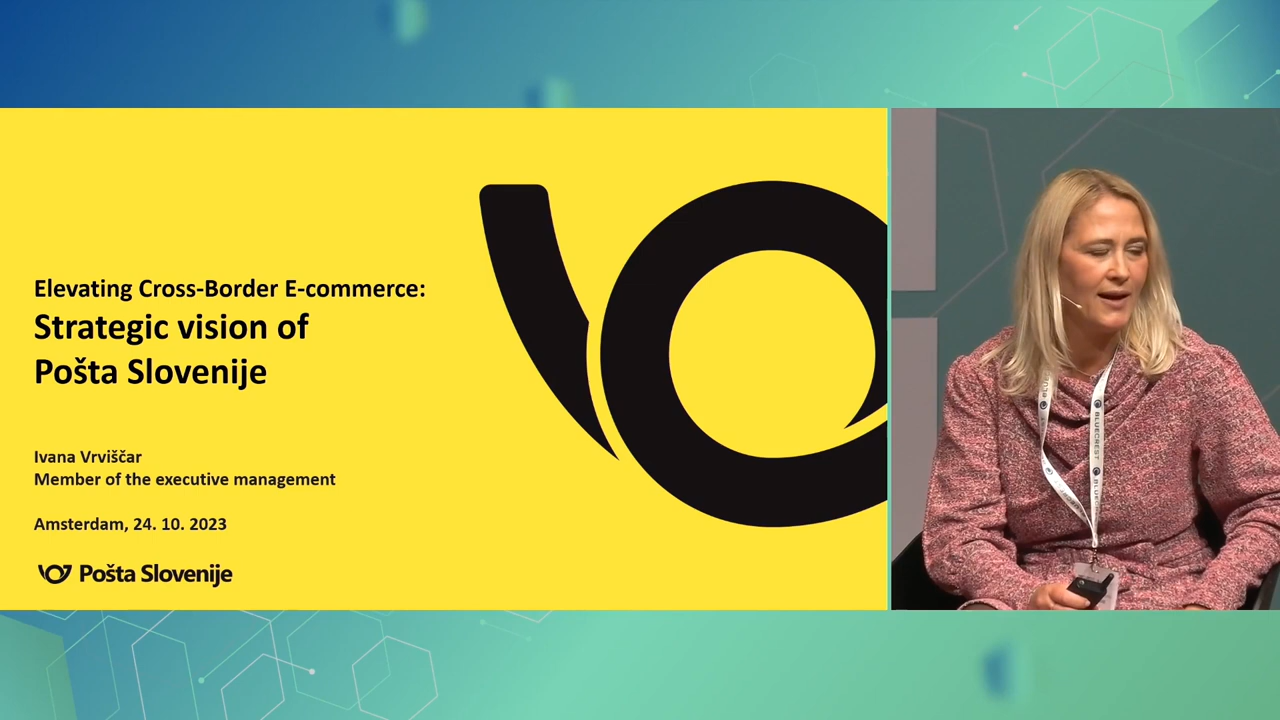 Elevating Cross-Border E-commerce:
Strategic vision of
Pošta Slovenije
Ivana Vrviščar
Member of the executive management
Amsterdam, 24. 10. 2023
Pošta Slovenije
BLUECREST